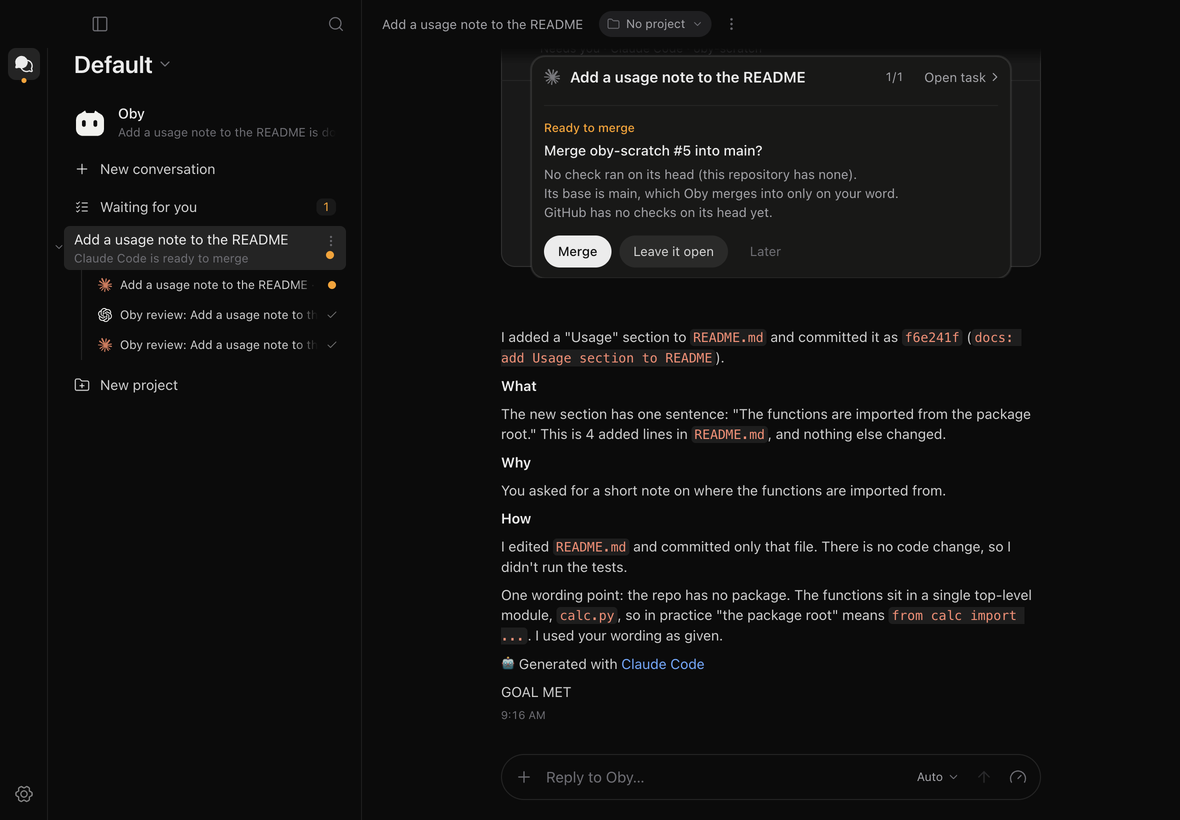 Add a usage note to the README
No project
Default
Oby
Add a usage note to the README is do
New conversation
Waiting for you
1
Add a usage note to the README
Claude Code is ready to merge
Add a usage note to the README
Oby review: Add a usage note to th
Oby review: Add a usage note to th
New project
Add a usage note to the README
1/1
Open task
Ready to merge
Merge oby-scratch #5 into main?
No check ran on its head (this repository has none).
Its base is main, which Oby merges into only on your word.
GitHub has no checks on its head yet.
Merge
Leave it open
Later
I added a "Usage" section to README.md and committed it as f6e241f (docs:
add Usage section to README).
What
The new section has one sentence: "The functions are imported from the package
root." This is 4 added lines in README.md, and nothing else changed.
Why
You asked for a short note on where the functions are imported from.
How
I edited README.md and committed only that file. There is no code change, so I
didn't run the tests.
One wording point: the repo has no package. The functions sit in a single top-level
module, calc.py, so in practice "the package root" means from calc import
.... I used your wording as given.
🤖 Generated with Claude Code
GOAL MET
9:16 AM
Reply to Oby...
Auto